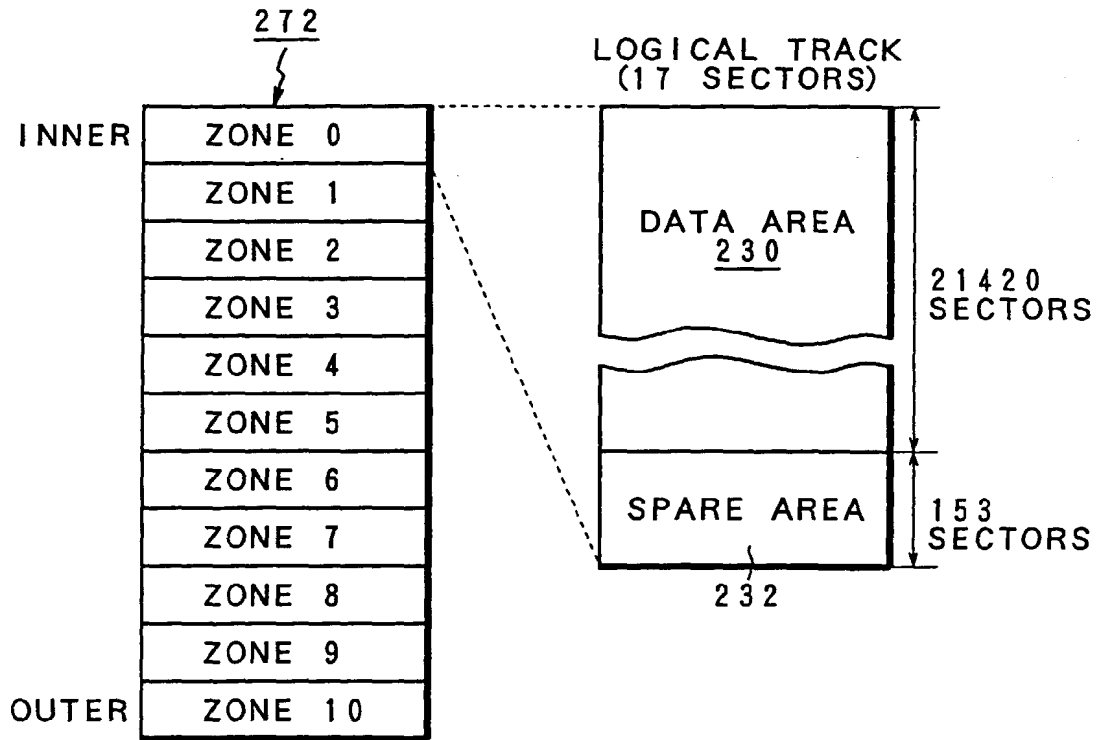 272
INNER
ZONE 0
ZONE 1
ZONE 2
ZONE 3
ZONE 4
ZONE 5
ZONE 6
ZONE 7
ZONE 8
ZONE 9
OUTER
ZONE 10
LOGICAL TRACK
(17 SECTORS)
DATA AREA
230
21420
SECTORS
SPARE AREA
153
SECTORS
232